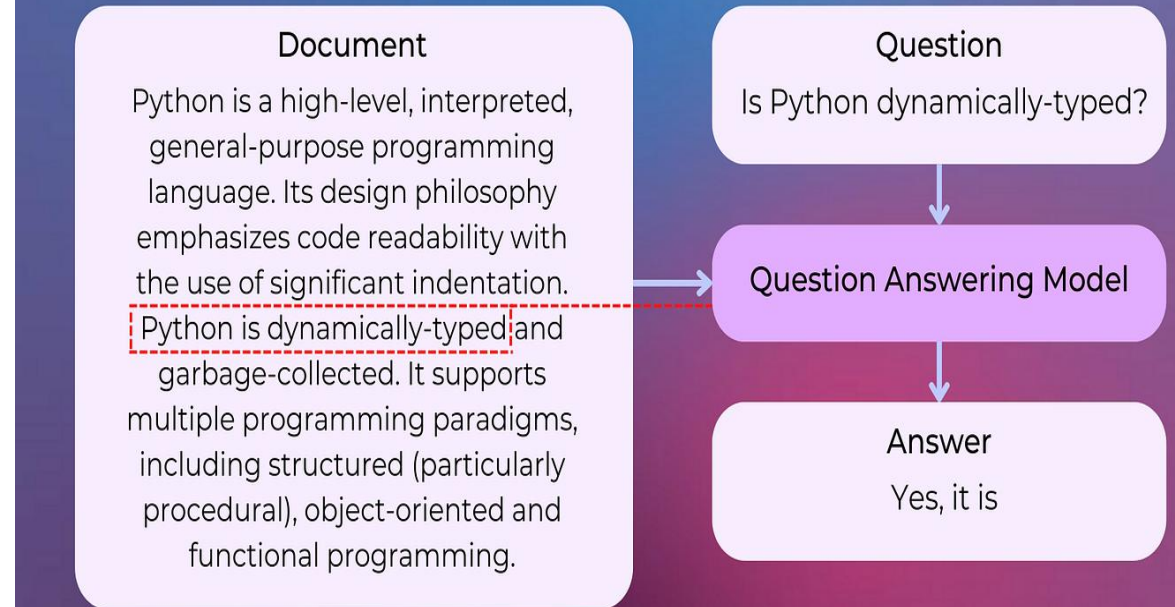 Document
Python is a high-level, interpreted,
general-purpose programming
language. Its design philosophy
emphasizes code readability with
the use of significant indentation.
Python is dynamically-typed and
garbage-collected. It supports
multiple programming paradigms,
including structured (particularly
procedural), object-oriented and
functional programming.
Question
Is Python dynamically-typed?
Question Answering Model
Answer
Yes, it is